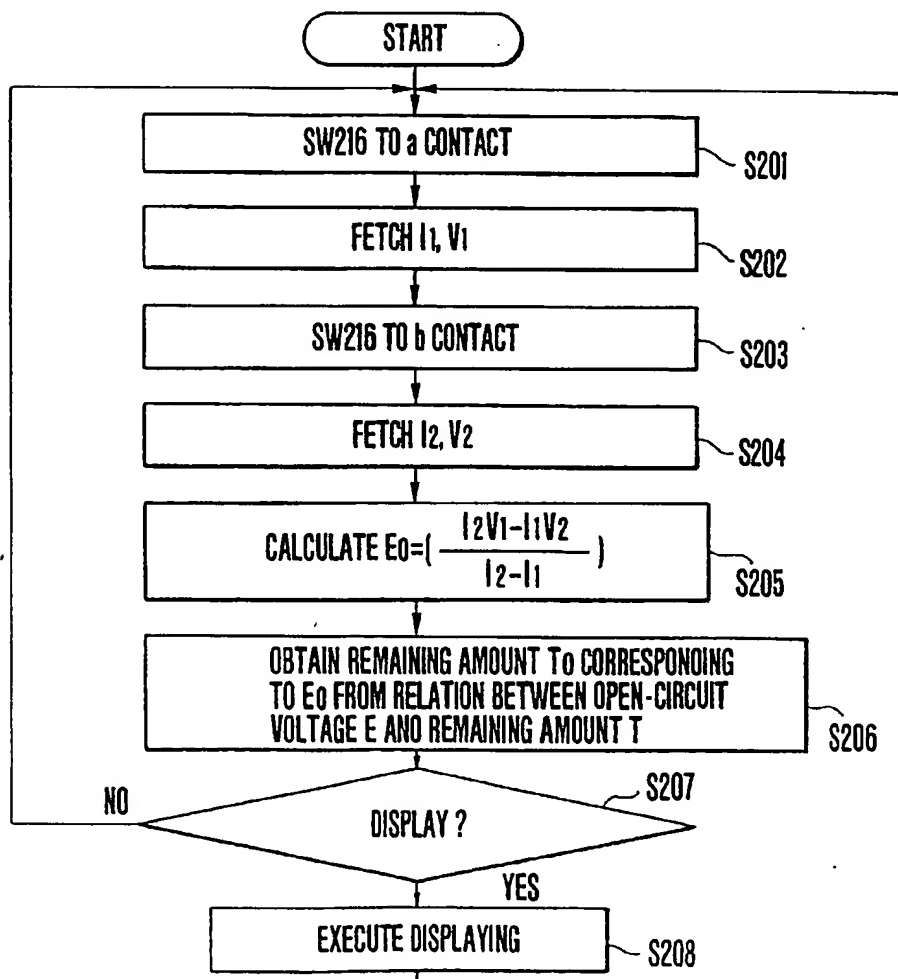 START
SW216 TO a CONTACT
S201
FETCH I1, V1
S202
SW216 TO b CONTACT
S203
FETCH I2, V2
S204
CALCULATE E0=( I2V1-I1V2 / I2-I1 )
S205
OBTAIN REMAINING AMOUNT T0 CORRESPONDING
TO E0 FROM RELATION BETWEEN OPEN-CIRCUIT
VOLTAGE E AND REMAINING AMOUNT T
S206
NO
S207
DISPLAY ?
YES
EXECUTE DISPLAYING
S208